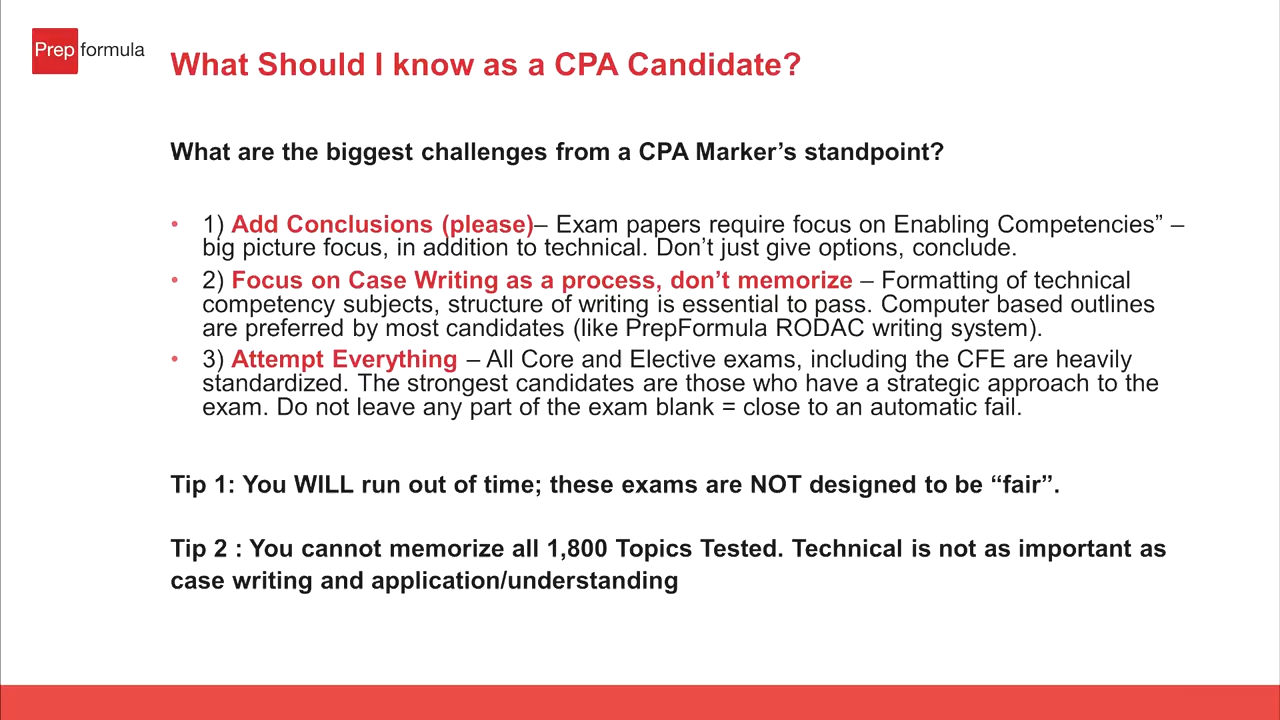 Prep formula
What Should I know as a CPA Candidate?
What are the biggest challenges from a CPA Marker’s standpoint?
• 1) Add Conclusions (please)– Exam papers require focus on Enabling Competencies” –
big picture focus, in addition to technical. Don’t just give options, conclude.
• 2) Focus on Case Writing as a process, don’t memorize – Formatting of technical
competency subjects, structure of writing is essential to pass. Computer based outlines
are preferred by most candidates (like PrepFormula RODAC writing system).
• 3) Attempt Everything – All Core and Elective exams, including the CFE are heavily
standardized. The strongest candidates are those who have a strategic approach to the
exam. Do not leave any part of the exam blank = close to an automatic fail.
Tip 1: You WILL run out of time; these exams are NOT designed to be “fair”.
Tip 2 : You cannot memorize all 1,800 Topics Tested. Technical is not as important as
case writing and application/understanding